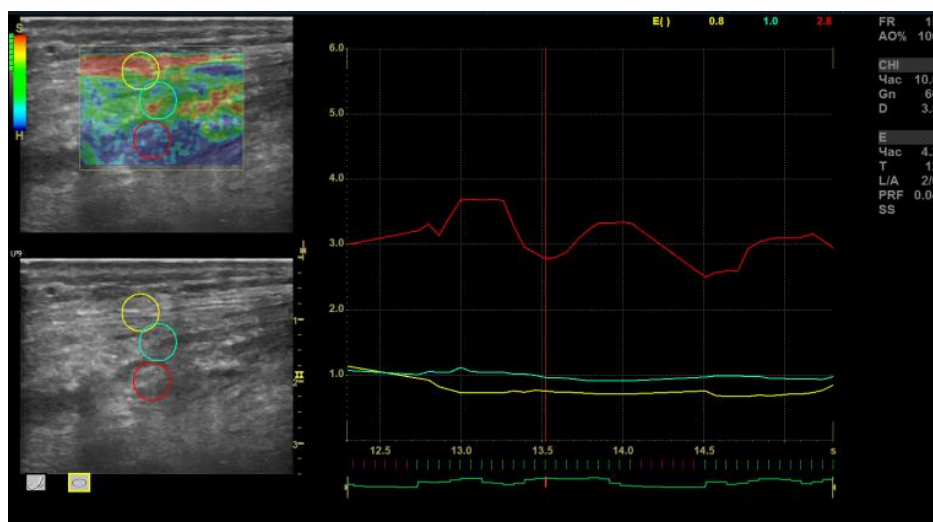 E( ) 0.8 1.0 2.8
FR 1
AO% 10
S
H
6.0
5.0
4.0
3.0
2.0
1.0
12.5 13.0 13.5 14.0 14.5 s
LP9
1
2
3
CHI
Час 10.
Gn 6
D 3.
E
Час 4.
T 1
L/A 2/
PRF 0.0
SS